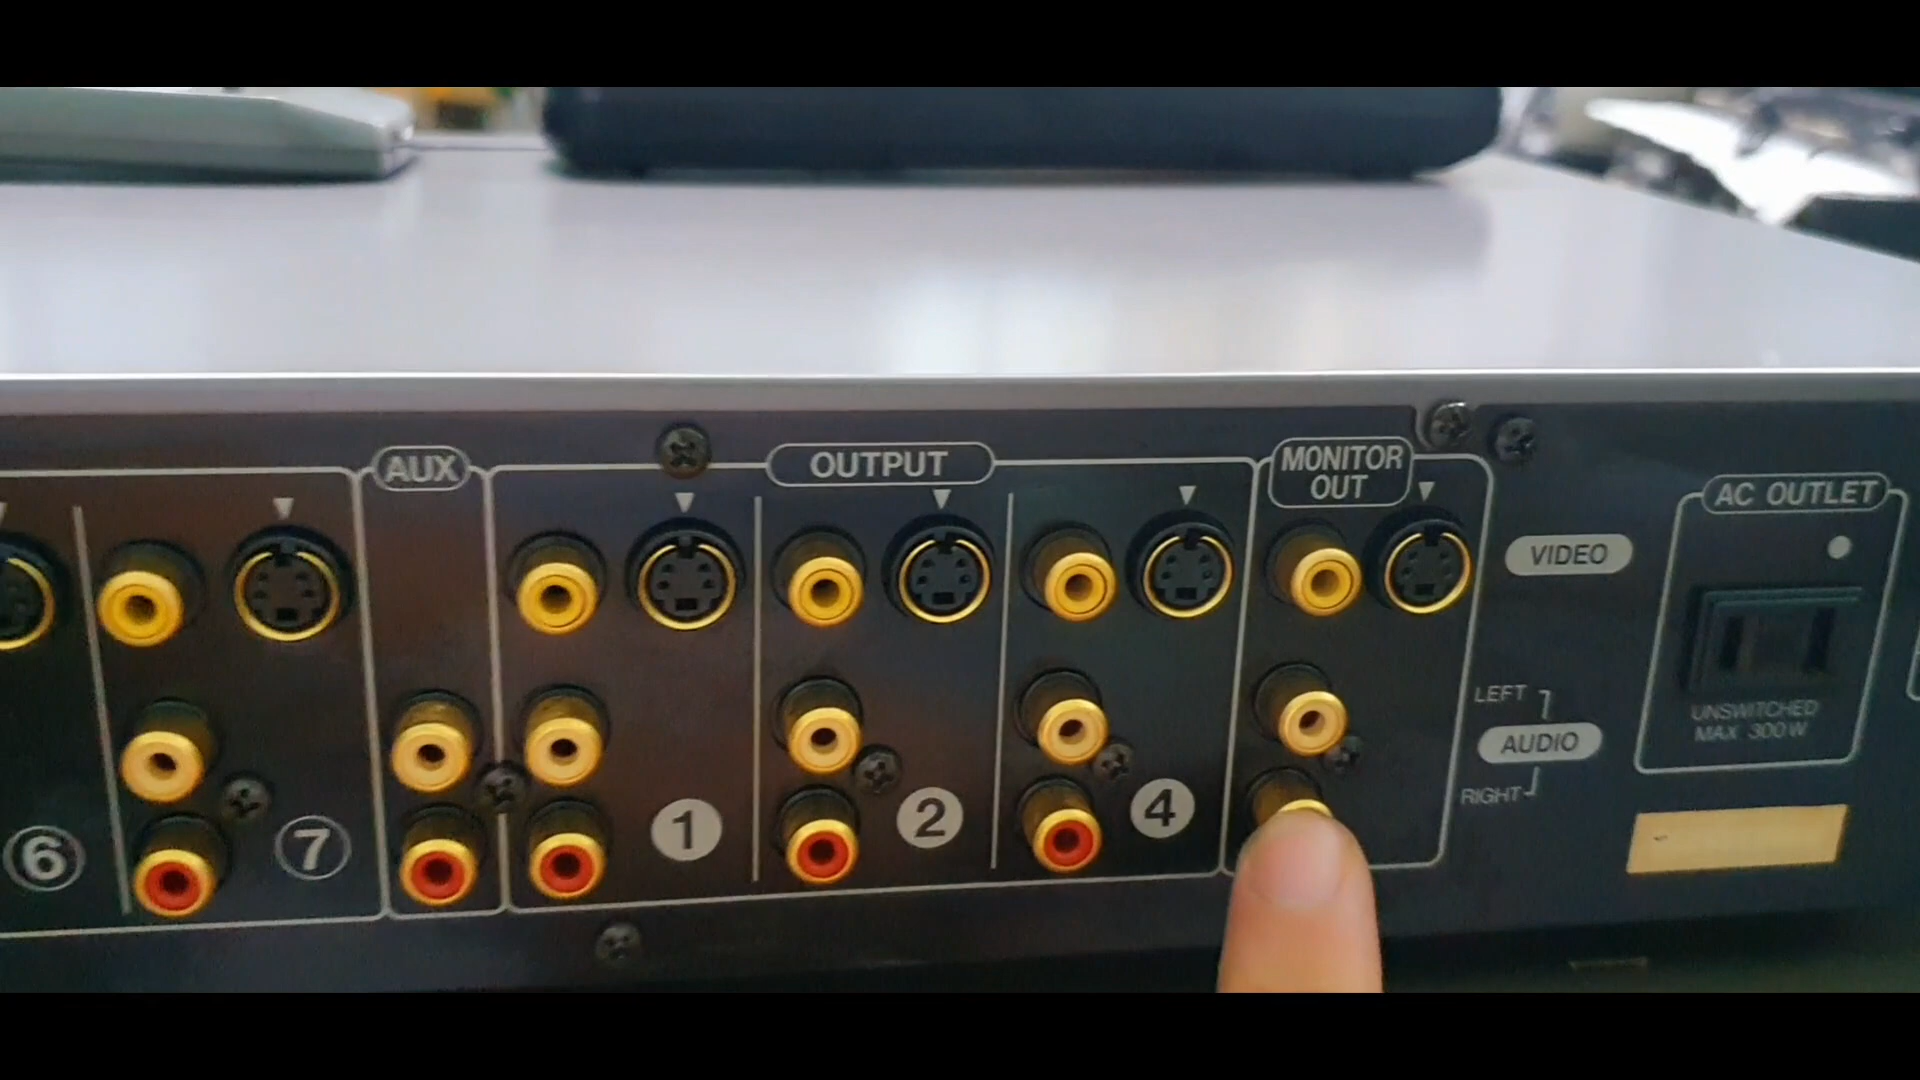 AUX
OUTPUT
MONITOR
OUT
AC OUTLET
VIDEO
LEFT
UNSWITCHED
MAX 300W
AUDIO
RIGHT
6
7
1
2
4